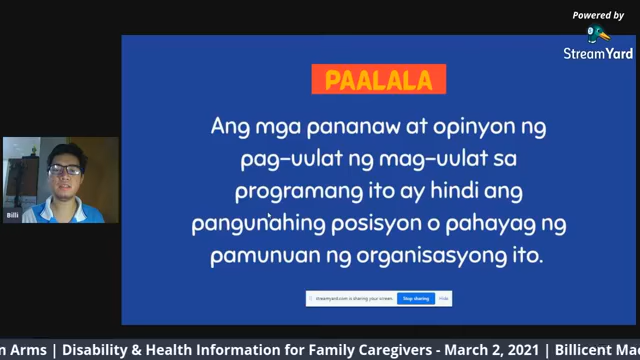 Powered by
StreamYard
PAALALA
Ang mga pananaw at opinyon ng
pag-uulat ng mag-uulat sa
programang ito ay hindi ang
pangunahing posisyon o pahayag ng
pamunuan ng organisasyong ito.
Billi
streamyard.com is sharing your screen.
Stop sharing
Hide
n Arms | Disability & Health Information for Family Caregivers - March 2, 2021 | Billicent Mac